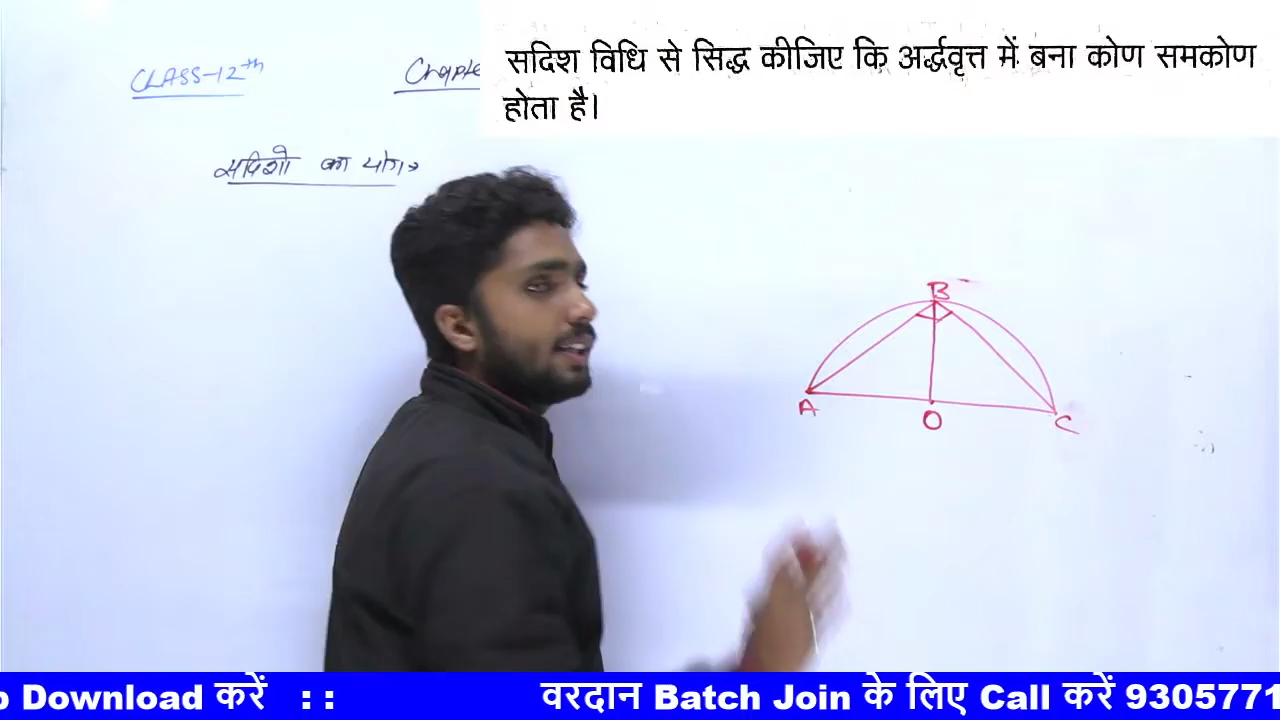 सदिश विधि से सिद्ध कीजिए कि अर्द्धवृत्त में बना कोण समकोण
होता है।
CLASS-12th
Chapte
सदिशो का योग
B
A
O
C
Download करें : : वरदान Batch Join के लिए Call करें 9305771